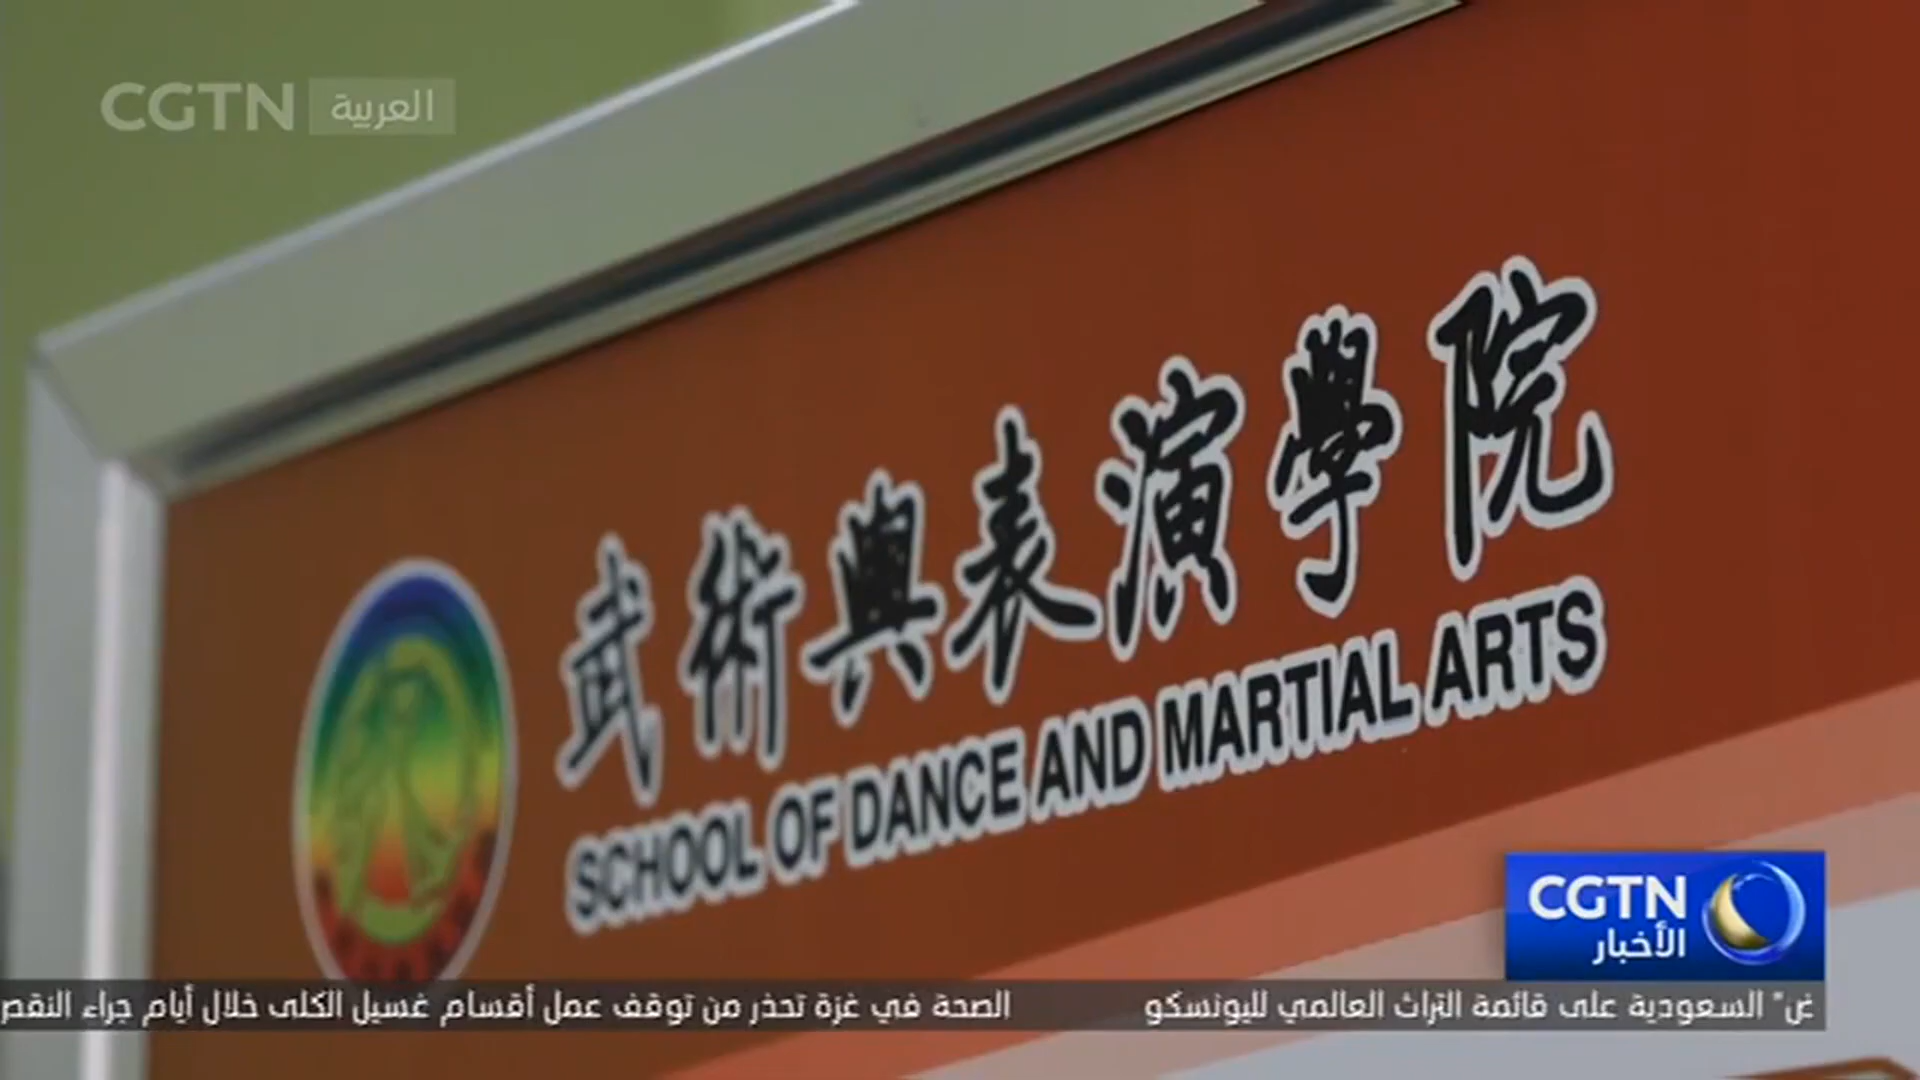 CGTN العربية
武術與表演學院
SCHOOL OF DANCE AND MARTIAL ARTS
CGTN
الأخبار
ض" السعودية على قائمة التراث العالمي لليونسكو
الصحة في غزة تحذر من توقف عمل أقسام غسيل الكلى خلال أيام جراء النقص